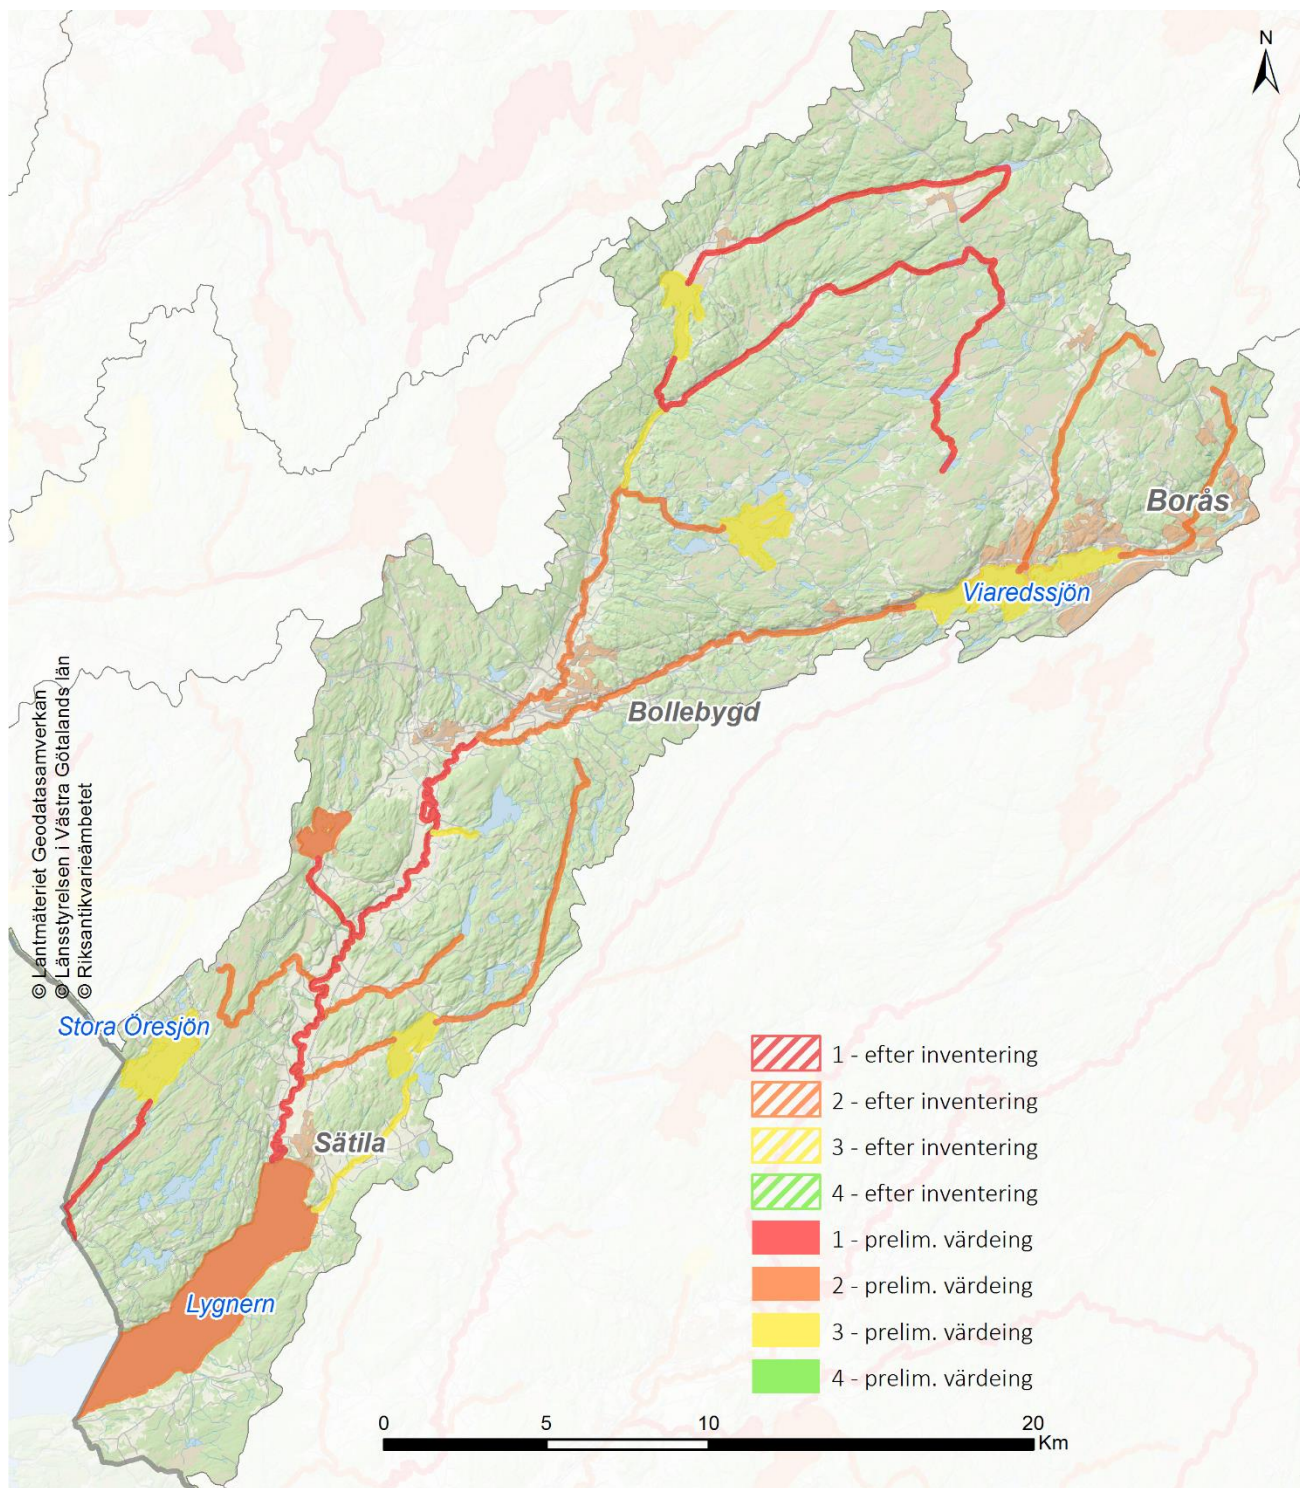 N
Borås
Viaredssjön
Bollebygd
© Lantmäteriet Geodatasamverkan
© Länsstyrelsen i Västra Götalands län
© Riksantikvarieämbetet
Stora Öresjön
Sätila
Lygnern
1 - efter inventering
2 - efter inventering
3 - efter inventering
4 - efter inventering
1 - prelim. värdeing
2 - prelim. värdeing
3 - prelim. värdeing
4 - prelim. värdeing
0 5 10 20
Km